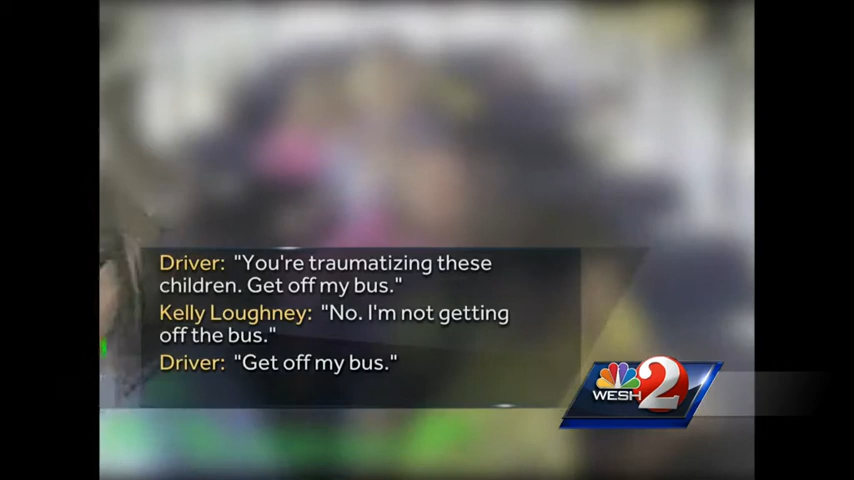 Driver: "You're traumatizing these
children. Get off my bus."
Kelly Loughney: "No. I'm not getting
off the bus."
Driver: "Get off my bus."
WESH 2